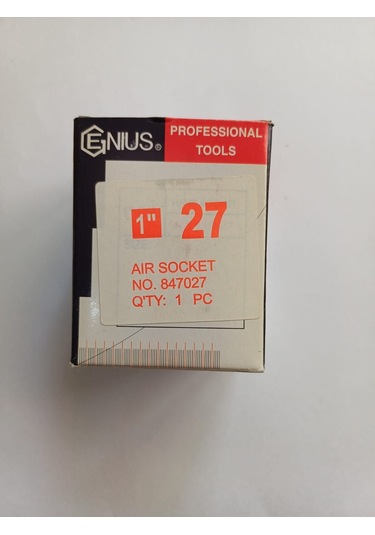 GENIUS®
PROFESSIONAL
TOOLS
1" 27
AIR SOCKET
NO. 847027
Q'TY: 1 PC